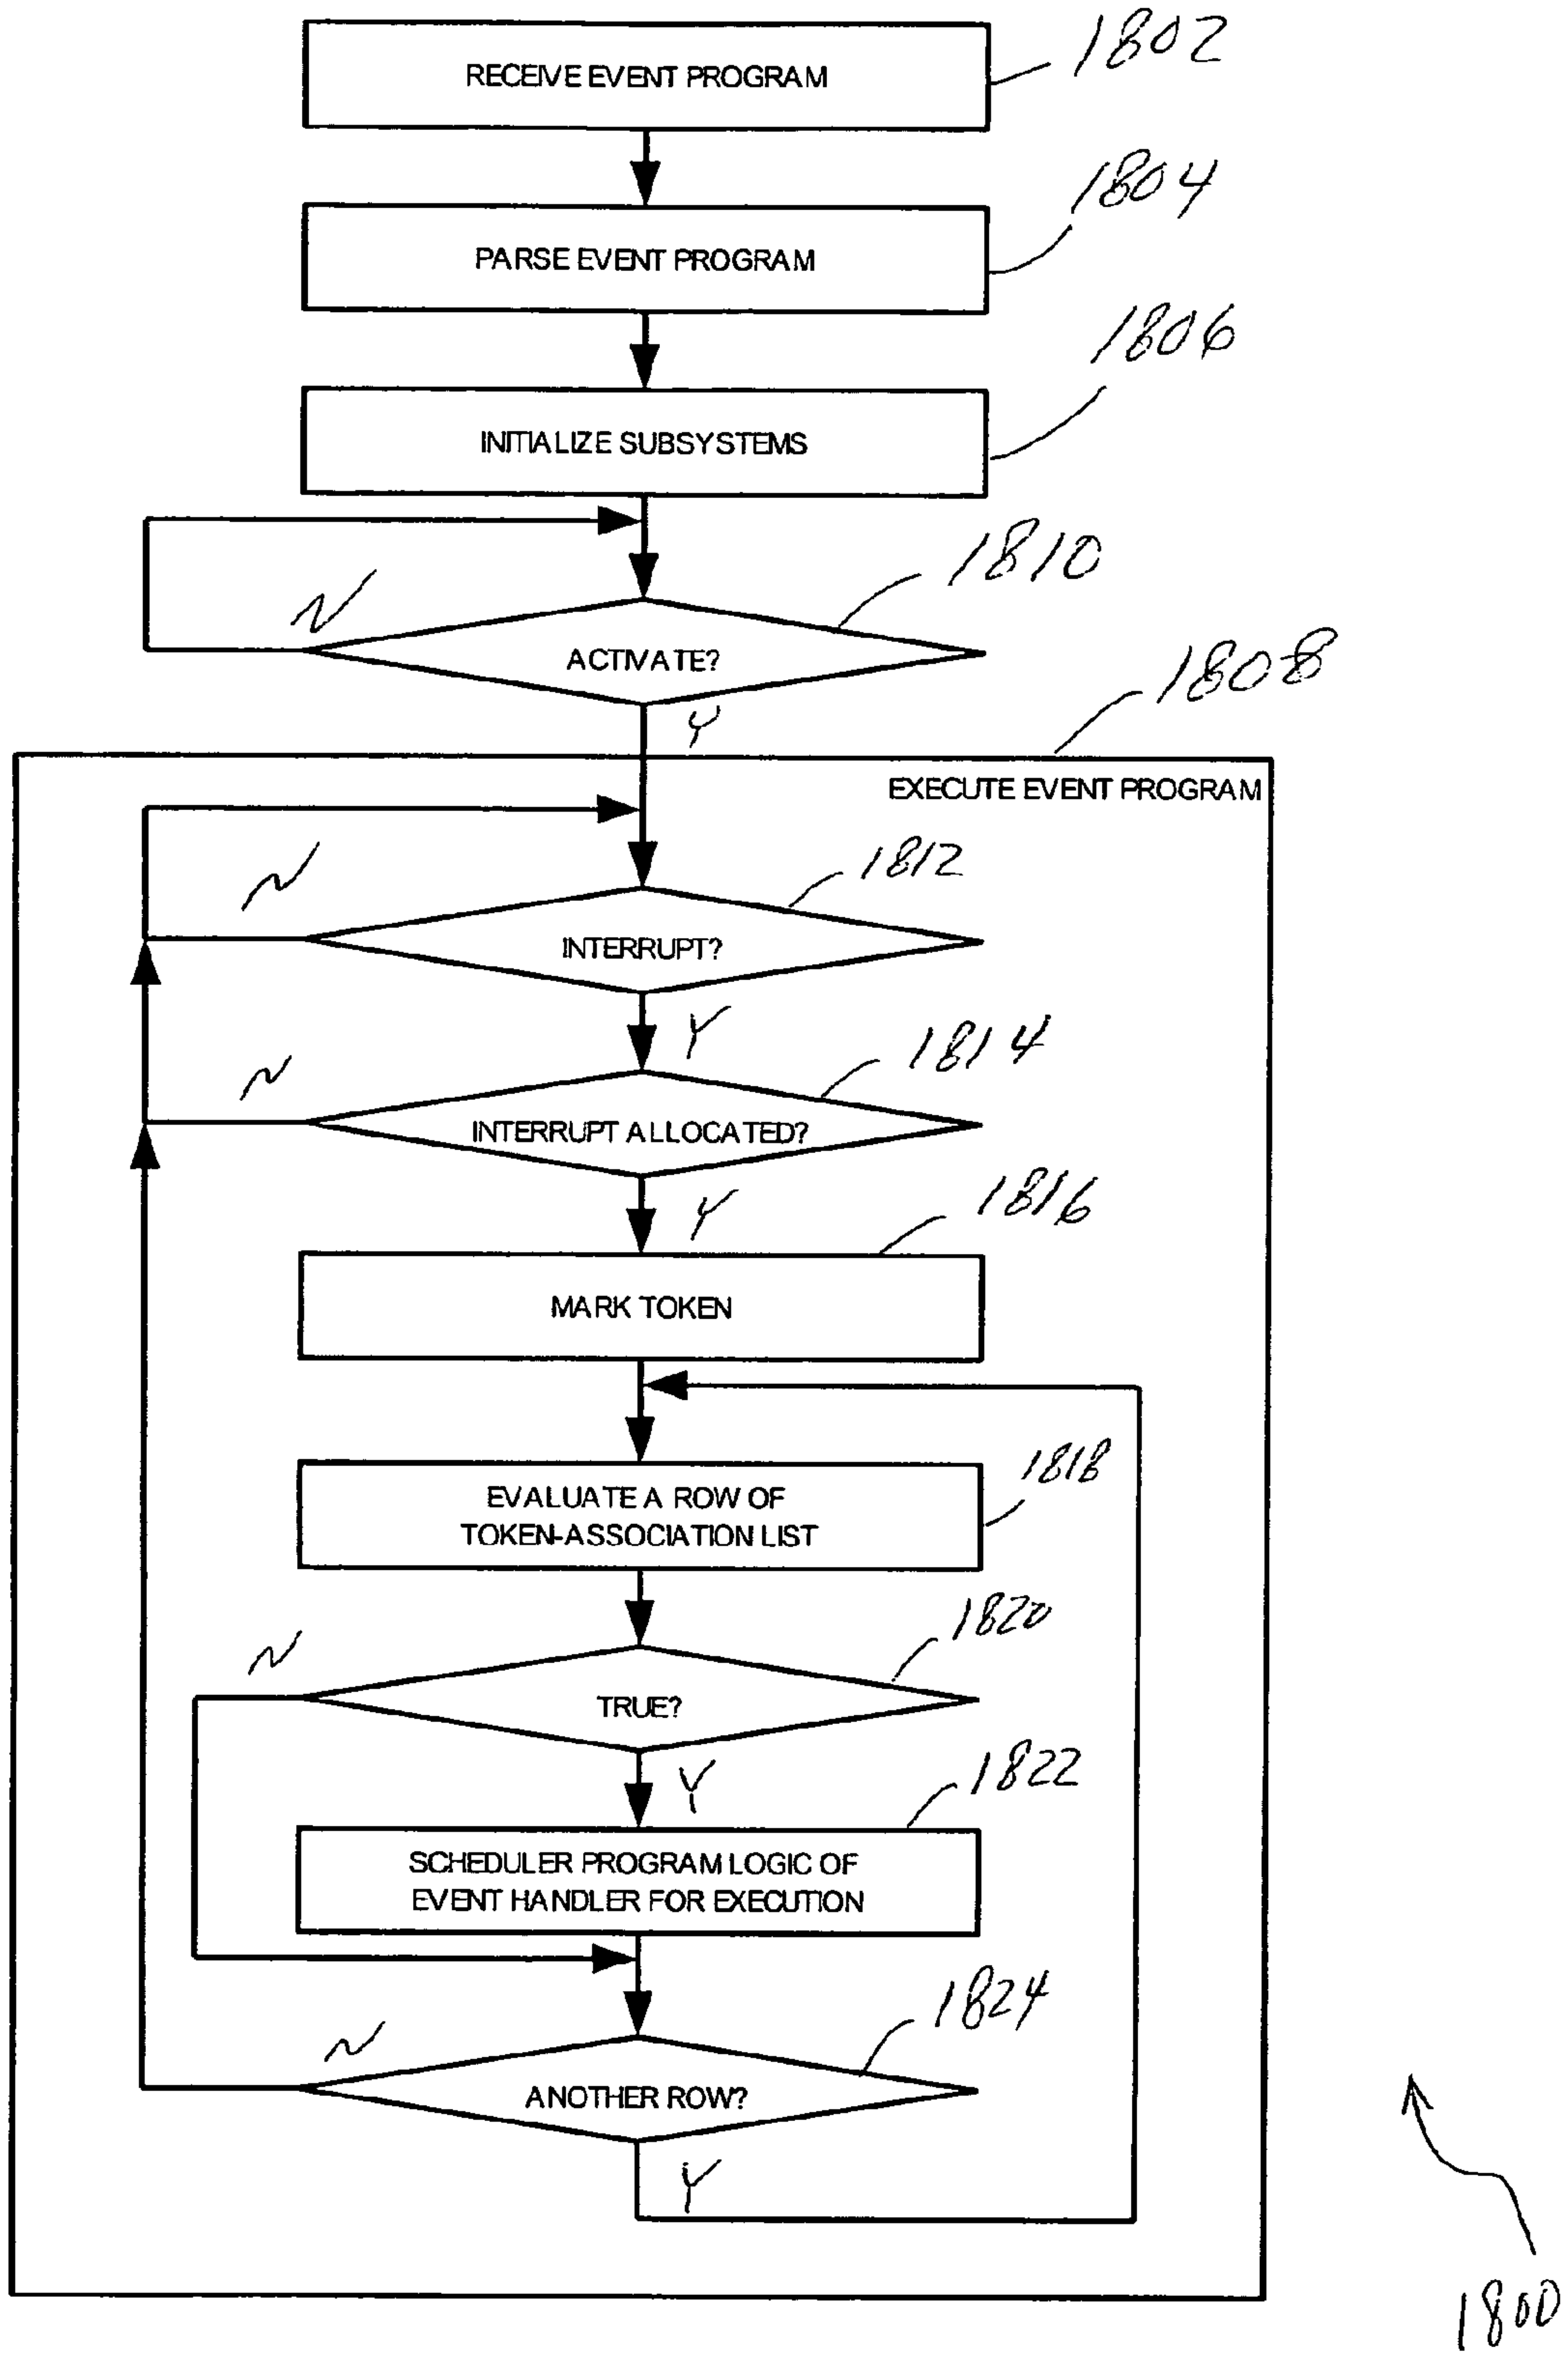 1802
RECEIVE EVENT PROGRAM
1804
PARSE EVENT PROGRAM
1806
INITIALIZE SUBSYSTEMS
1810
N
ACTIVATE?
1808
Y
EXECUTE EVENT PROGRAM
1812
N
INTERRUPT?
Y
1814
N
INTERRUPT ALLOCATED?
Y
1816
MARK TOKEN
1818
EVALUATE A ROW OF
TOKEN-ASSOCIATION LIST
1820
N
TRUE?
Y
1822
SCHEDULER PROGRAM LOGIC OF
EVENT HANDLER FOR EXECUTION
1824
N
ANOTHER ROW?
Y
1800